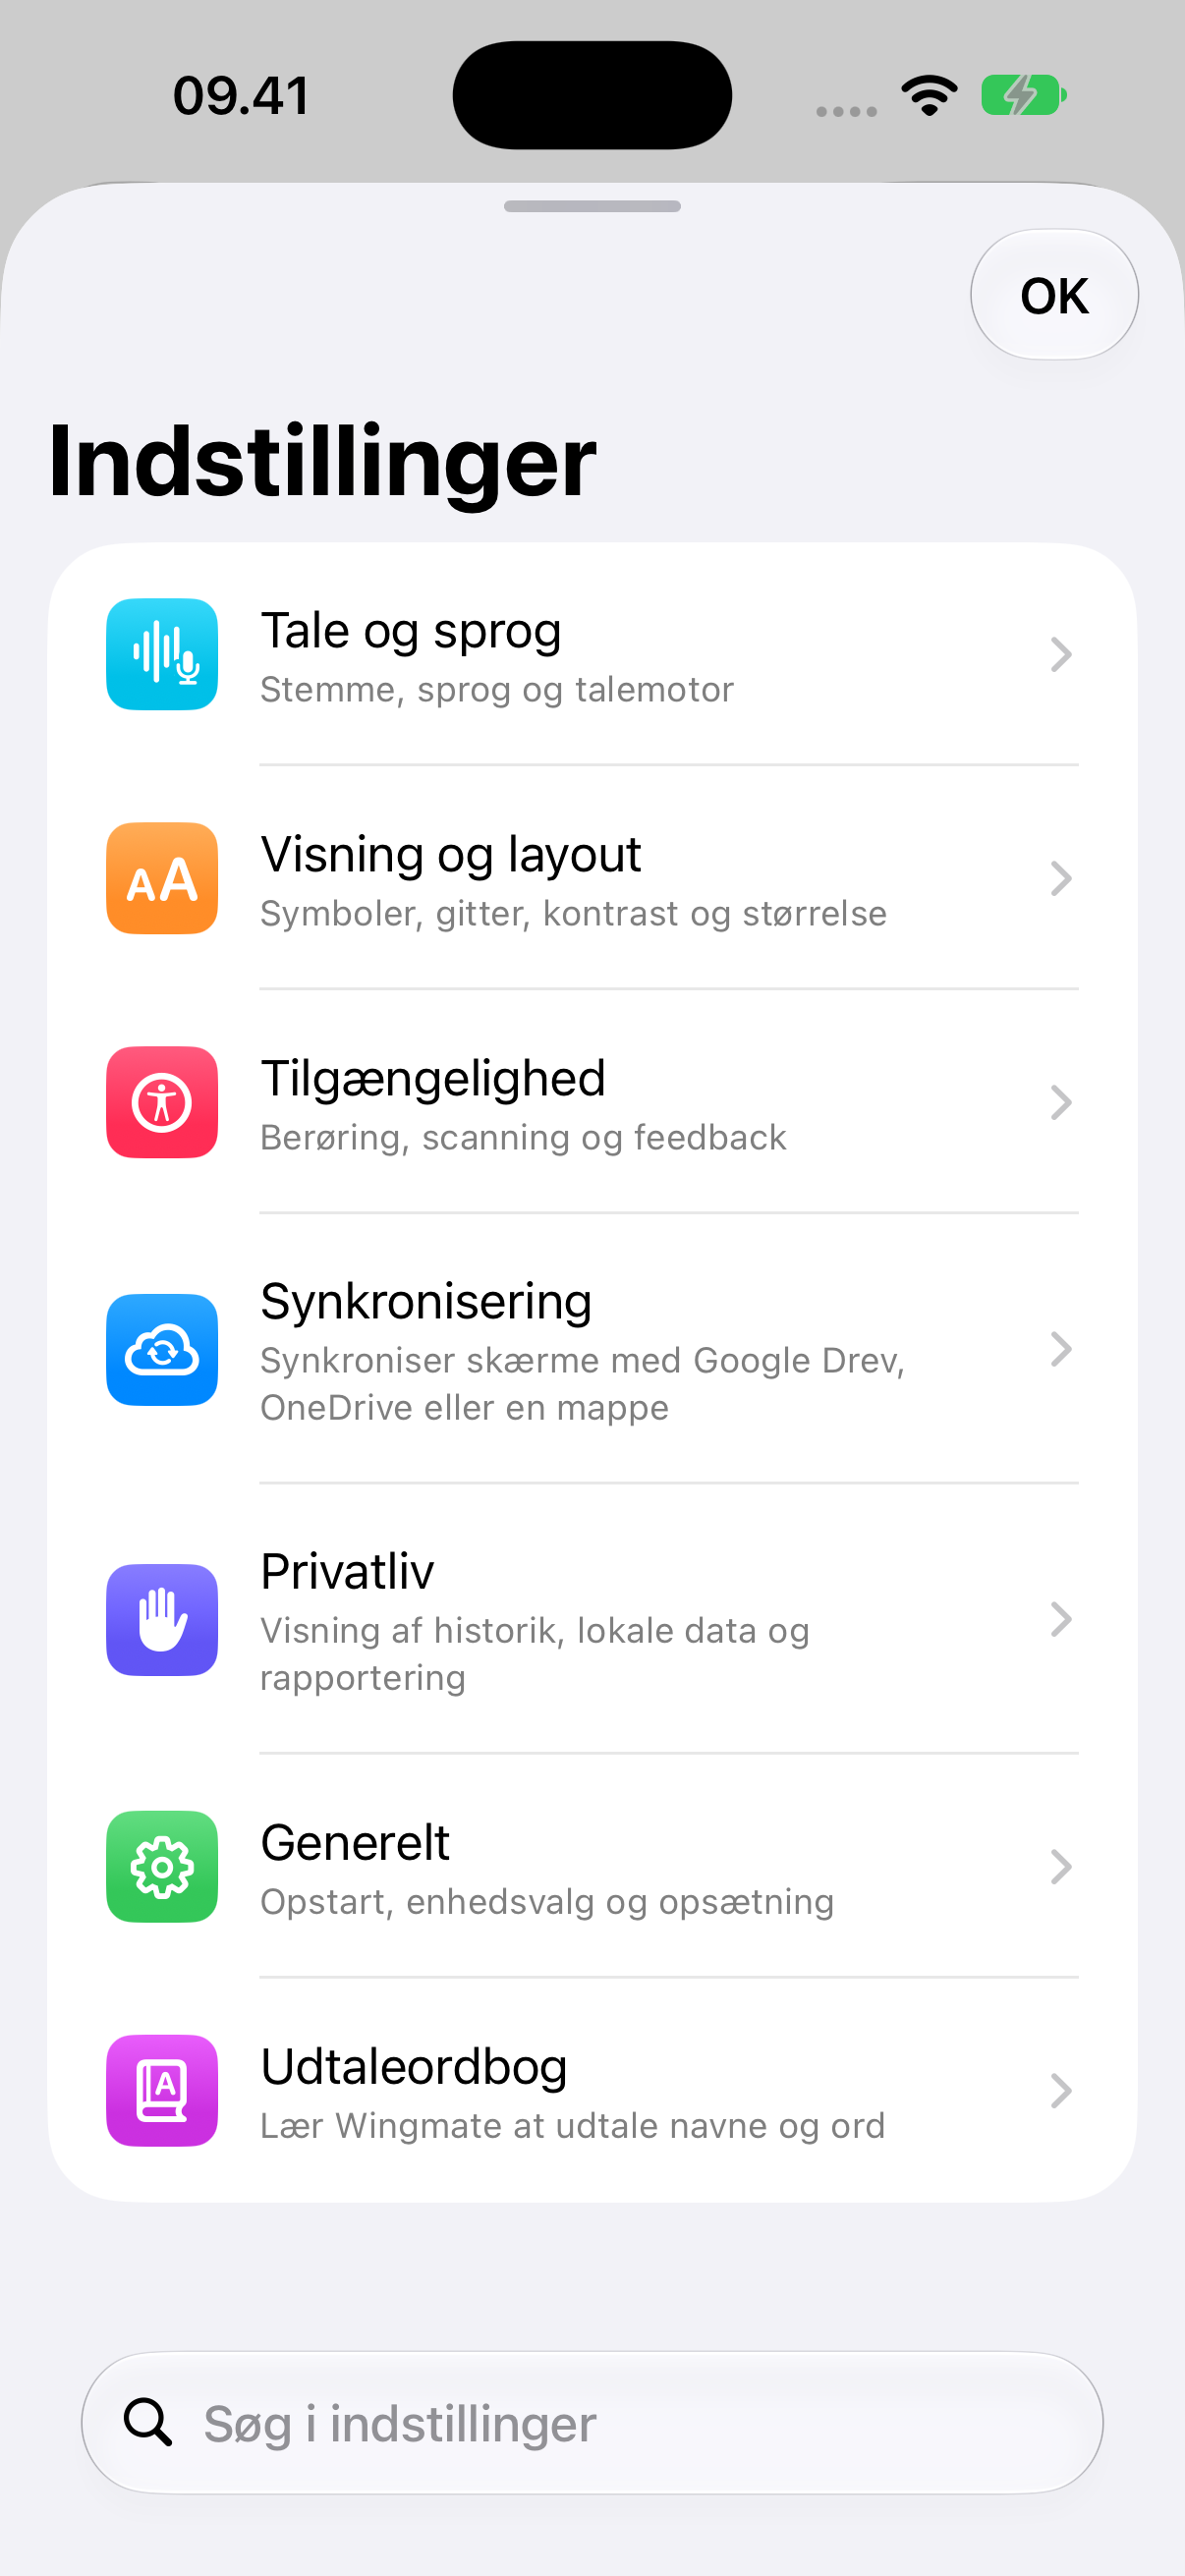 09.41
OK
Indstillinger
Tale og sprog
Stemme, sprog og talemotor
AA
Visning og layout
Symboler, gitter, kontrast og størrelse
Tilgængelighed
Berøring, scanning og feedback
Synkronisering
Synkroniser skærme med Google Drev,
OneDrive eller en mappe
Privatliv
Visning af historik, lokale data og
rapportering
Generelt
Opstart, enhedsvalg og opsætning
A
Udtaleordbog
Lær Wingmate at udtale navne og ord
Søg i indstillinger